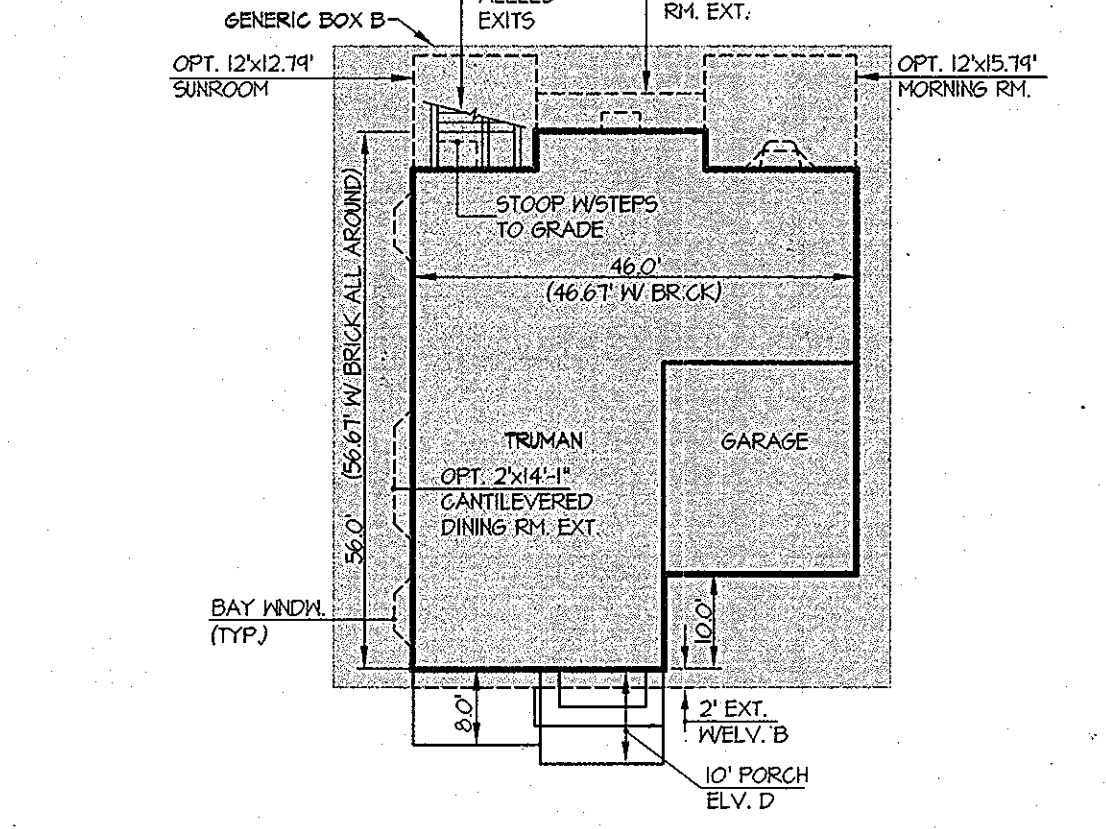 EXITS
RM. EXT.
GENERIC BOX B
OPT. 12'x12.79'
SUNROOM
OPT. 12'x15.79'
MORNING RM.
STOOP W/STEPS
TO GRADE
46.0'
(46.67' W/ BRICK)
56.0' (56.67' W/ BRICK ALL AROUND)
TRUMAN
GARAGE
OPT. 2'x14'-1"
CANTILEVERED
DINING RM. EXT.
BAY WNDW.
(TYP.)
10.0'
8.0'
2' EXT.
W/ELV. B
10' PORCH
ELV. D